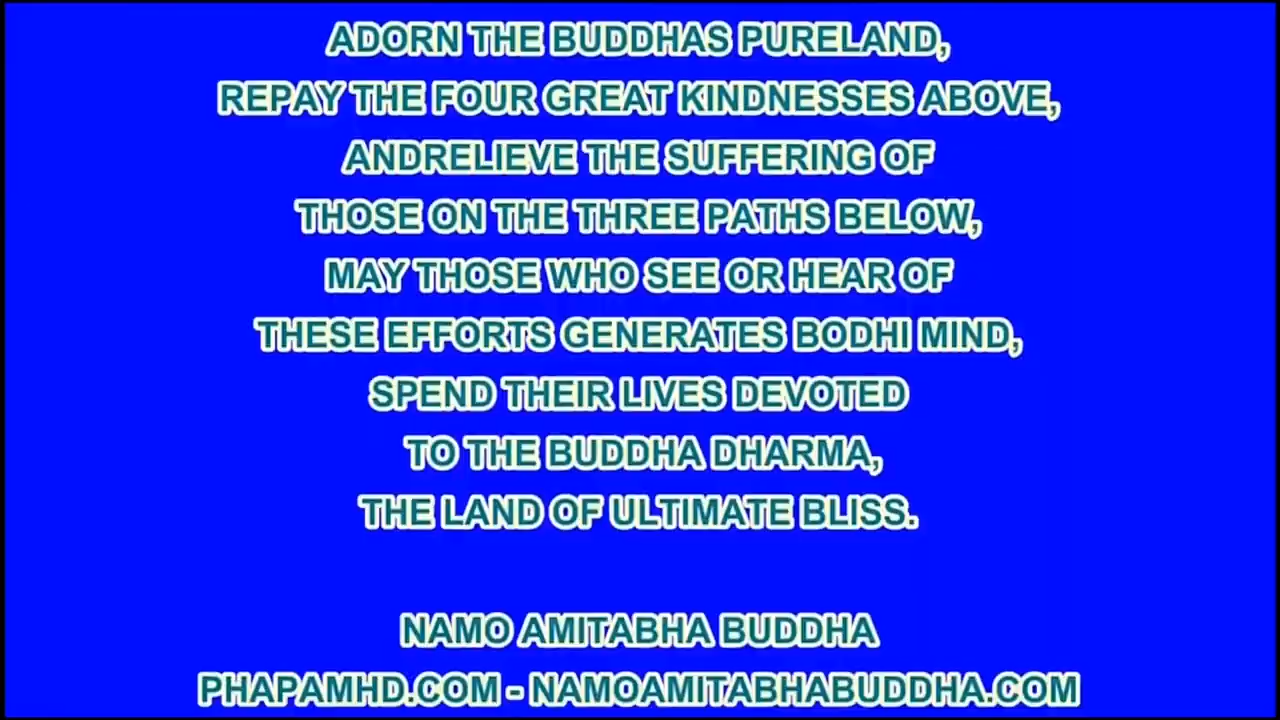 ADORN THE BUDDHAS PURELAND,
REPAY THE FOUR GREAT KINDNESSES ABOVE,
ANDRELIEVE THE SUFFERING OF
THOSE ON THE THREE PATHS BELOW,
MAY THOSE WHO SEE OR HEAR OF
THESE EFFORTS GENERATES BODHI MIND,
SPEND THEIR LIVES DEVOTED
TO THE BUDDHA DHARMA,
THE LAND OF ULTIMATE BLISS.
NAMO AMITABHA BUDDHA
PHAPAMHD.COM - NAMOAMITABHABUDDHA.COM